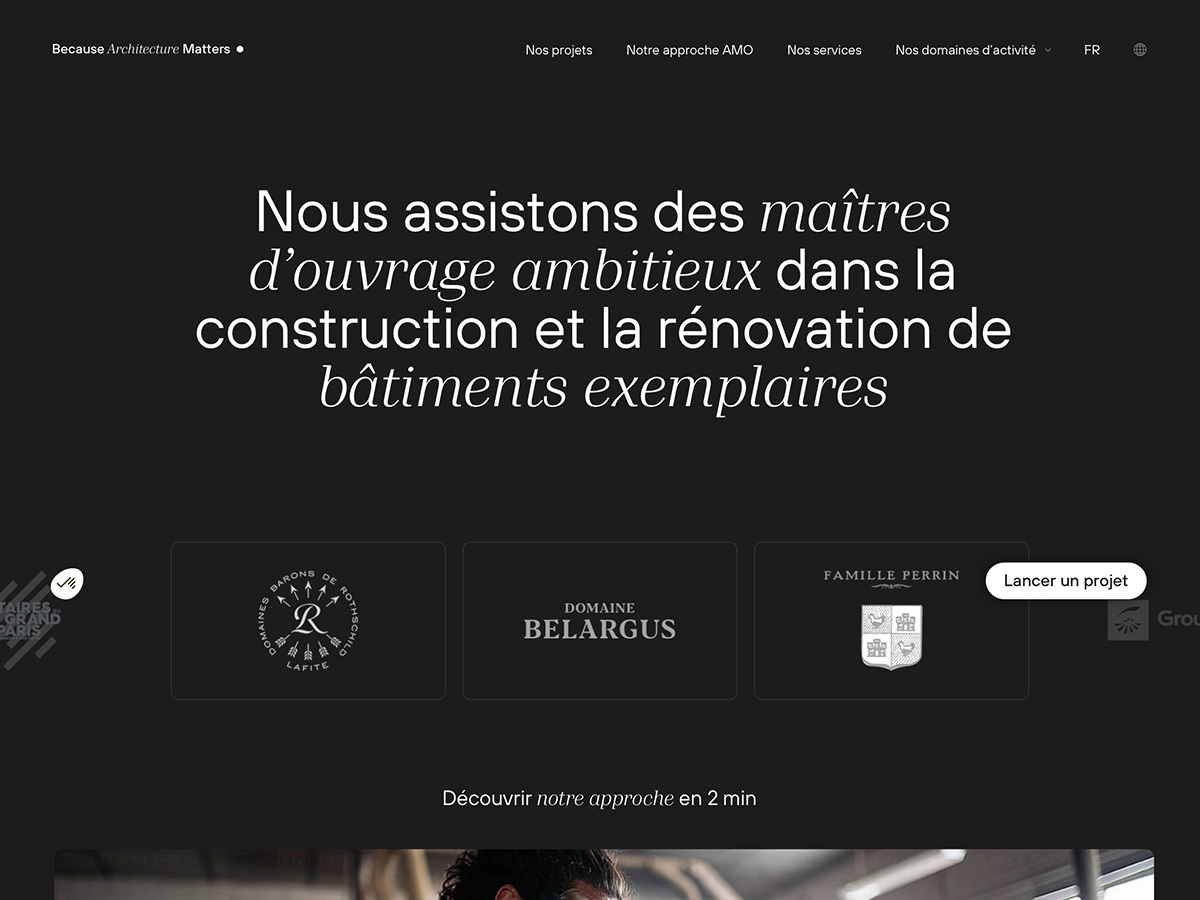 Because Architecture Matters
Nos projets
Notre approche AMO
Nos services
Nos domaines d'activité
FR
Nous assistons des maîtres
d'ouvrage ambitieux dans la
construction et la rénovation de
bâtiments exemplaires
TAIRES DU
GRAND
PARIS
DOMAINES BARONS DE ROTHSCHILD
R
LAFITE
DOMAINE
BELARGUS
FAMILLE PERRIN
Lancer un projet
Grou
Découvrir notre approche en 2 min